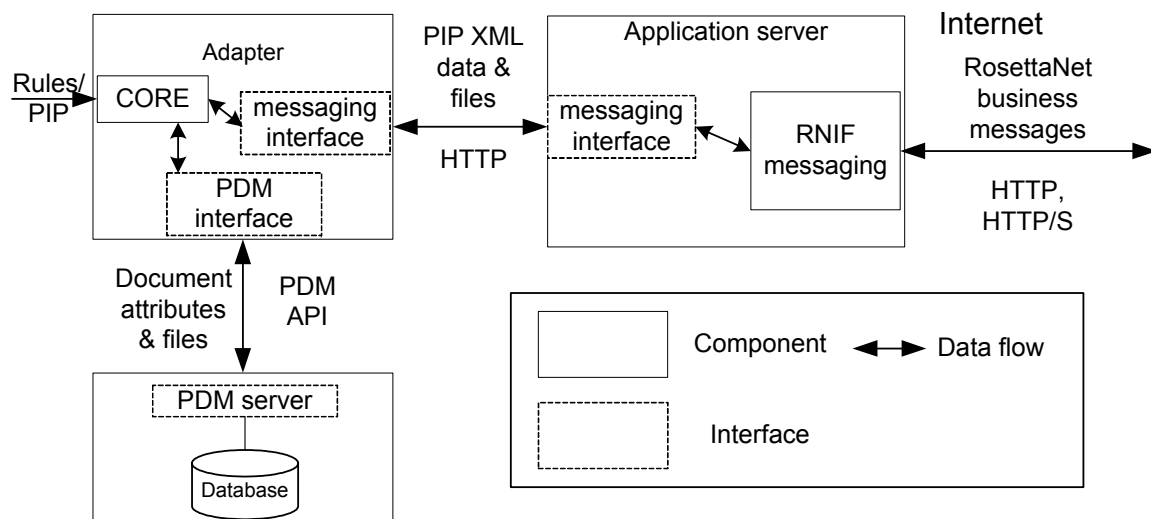 Adapter
Rules/
PIP
CORE
messaging
interface
PDM
interface
PIP XML
data &
files
HTTP
Application server
messaging
interface
RNIF
messaging
Internet
RosettaNet
business
messages
HTTP,
HTTP/S
Document
attributes
& files
PDM
API
PDM server
Database
Component
Data flow
Interface